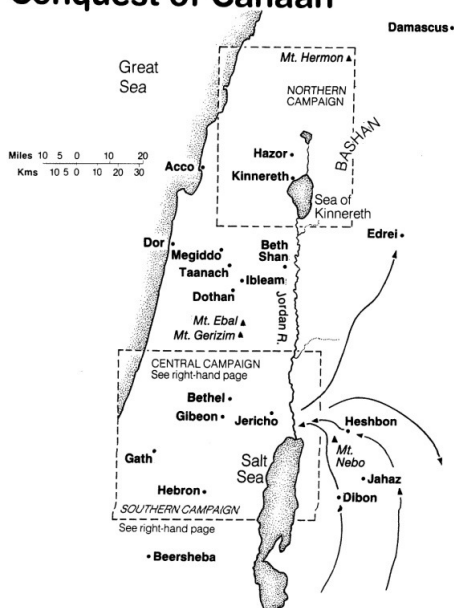 Conquest of Canaan
Damascus
Great
Sea
Mt. Hermon
NORTHERN
CAMPAIGN
BASHAN
Miles 10 5 0 10 20
Kms 10 5 0 10 20 30
Acco
Hazor
Kinnereth
Sea of
Kinnereth
Edrei
Dor
Megiddo
Taanach
Beth
Shan
Ibleam
Dothan
Jordan R.
Mt. Ebal
Mt. Gerizim
CENTRAL CAMPAIGN
See right-hand page
Bethel
Gibeon
Jericho
Heshbon
Mt.
Nebo
Gath
Salt
Sea
Jahaz
Hebron
Dibon
SOUTHERN CAMPAIGN
See right-hand page
Beersheba